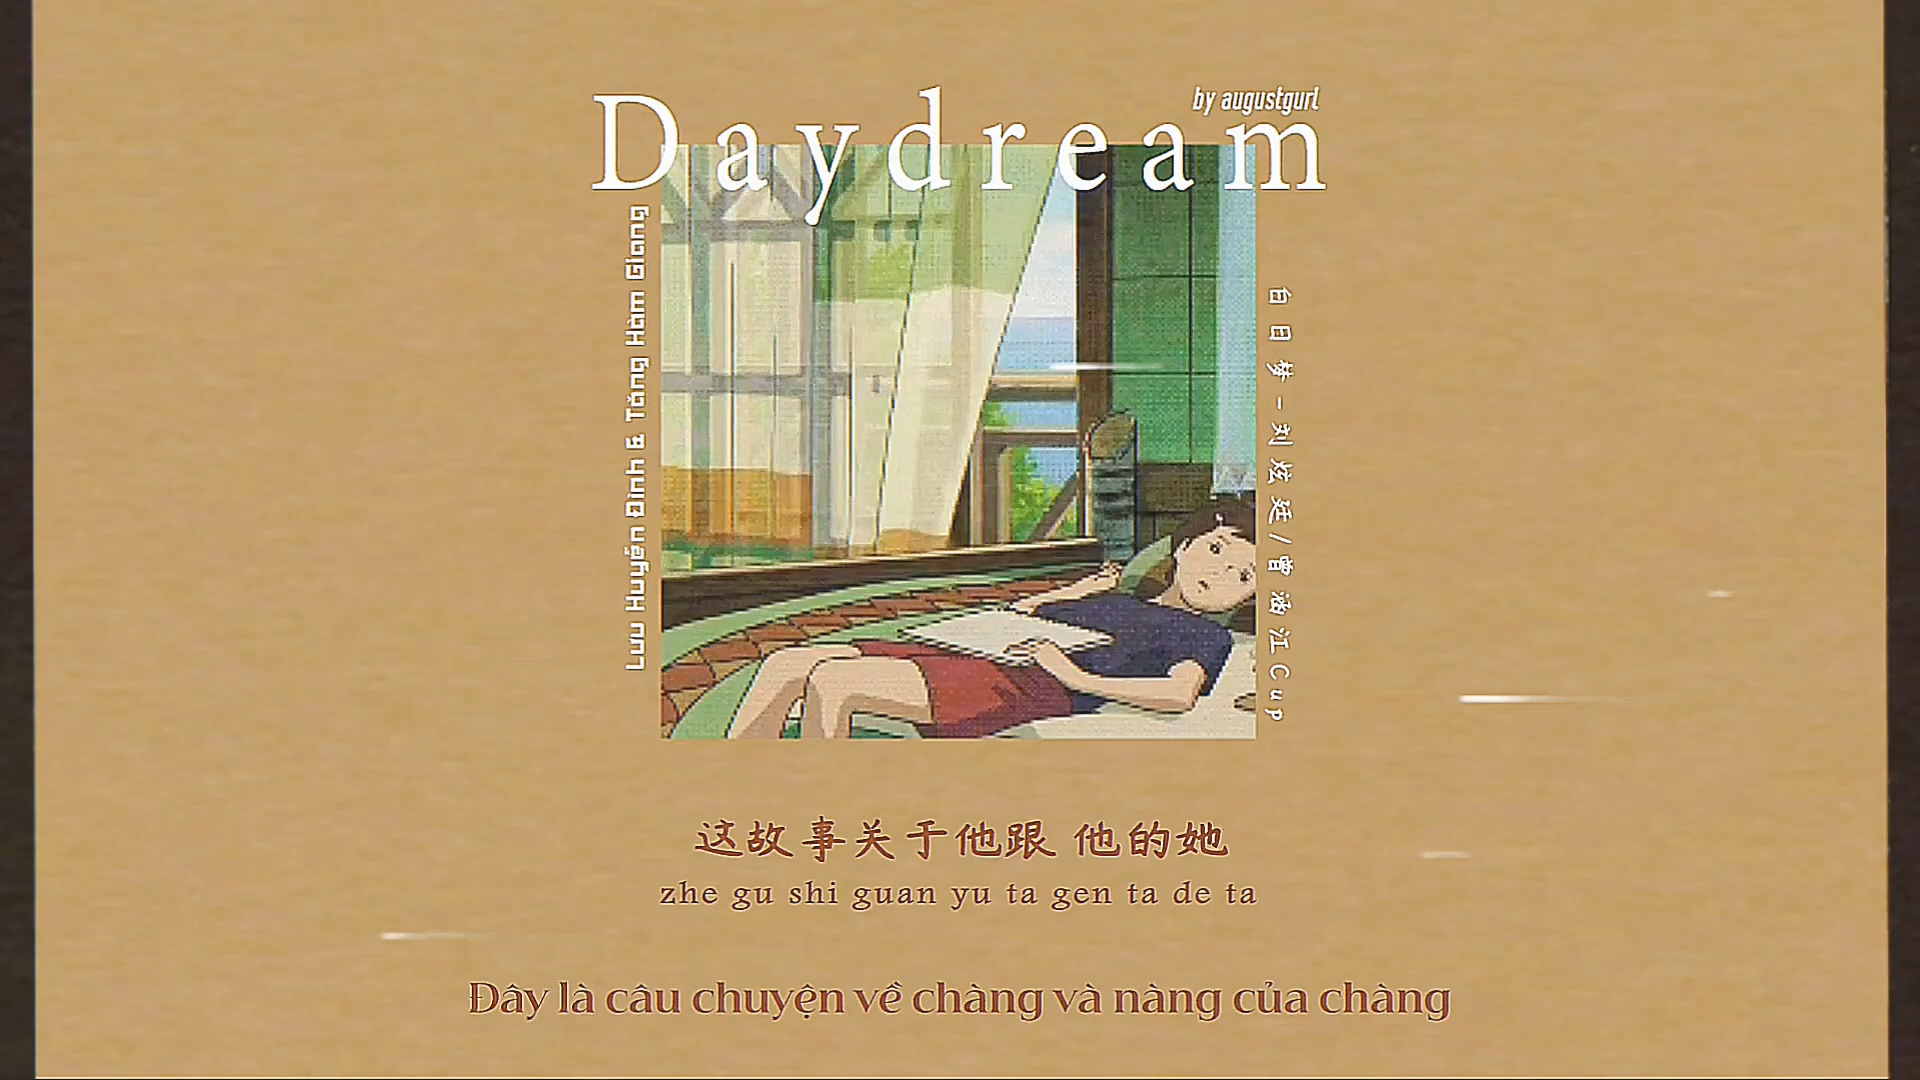 by augustgurl
Daydream
Lưu Huyền Đình & Tăng Hàm Giang
白日梦 - 刘炫廷/曾涵江Cup
这故事关于他跟 他的她
zhe gu shi guan yu ta gen ta de ta
Đây là câu chuyện về chàng và nàng của chàng